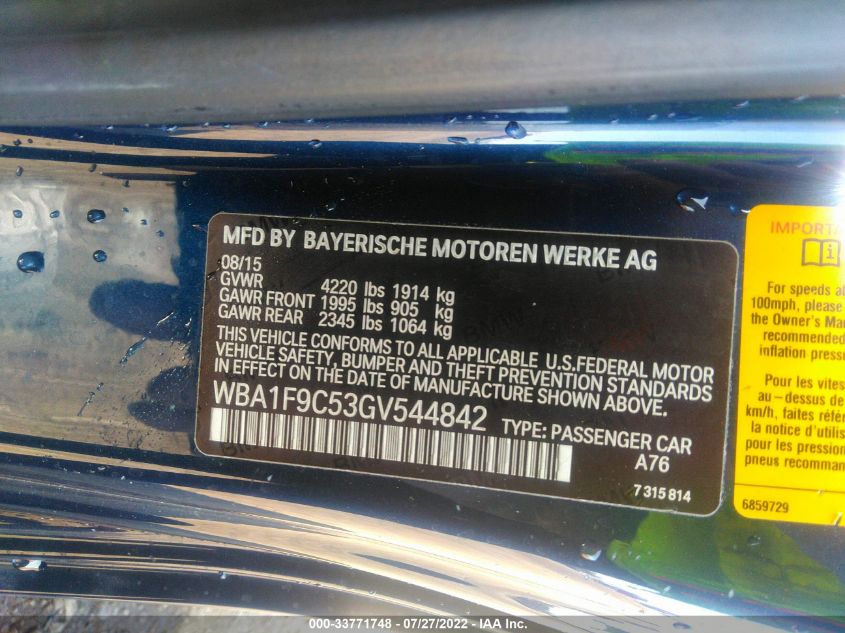 MFD BY BAYERISCHE MOTOREN WERKE AG
08/15
GVWR 4220 lbs 1914 kg
GAWR FRONT 1995 lbs 905 kg
GAWR REAR 2345 lbs 1064 kg
THIS VEHICLE CONFORMS TO ALL APPLICABLE U.S.FEDERAL MOTOR
VEHICLE SAFETY, BUMPER AND THEFT PREVENTION STANDARDS
IN EFFECT ON THE DATE OF MANUFACTURE SHOWN ABOVE.
WBA1F9C53GV544842 TYPE: PASSENGER CAR
A76
7 315 814
IMPORTA
For speeds a
100mph, please
the Owner's Ma
recommended
inflation press
Pour les vites
au-dessus de
km/h, faites réfé
la notice d'utili
pour les pression
pneus recomman
6859729
000-33771748 - 07/27/2022 - IAA Inc.